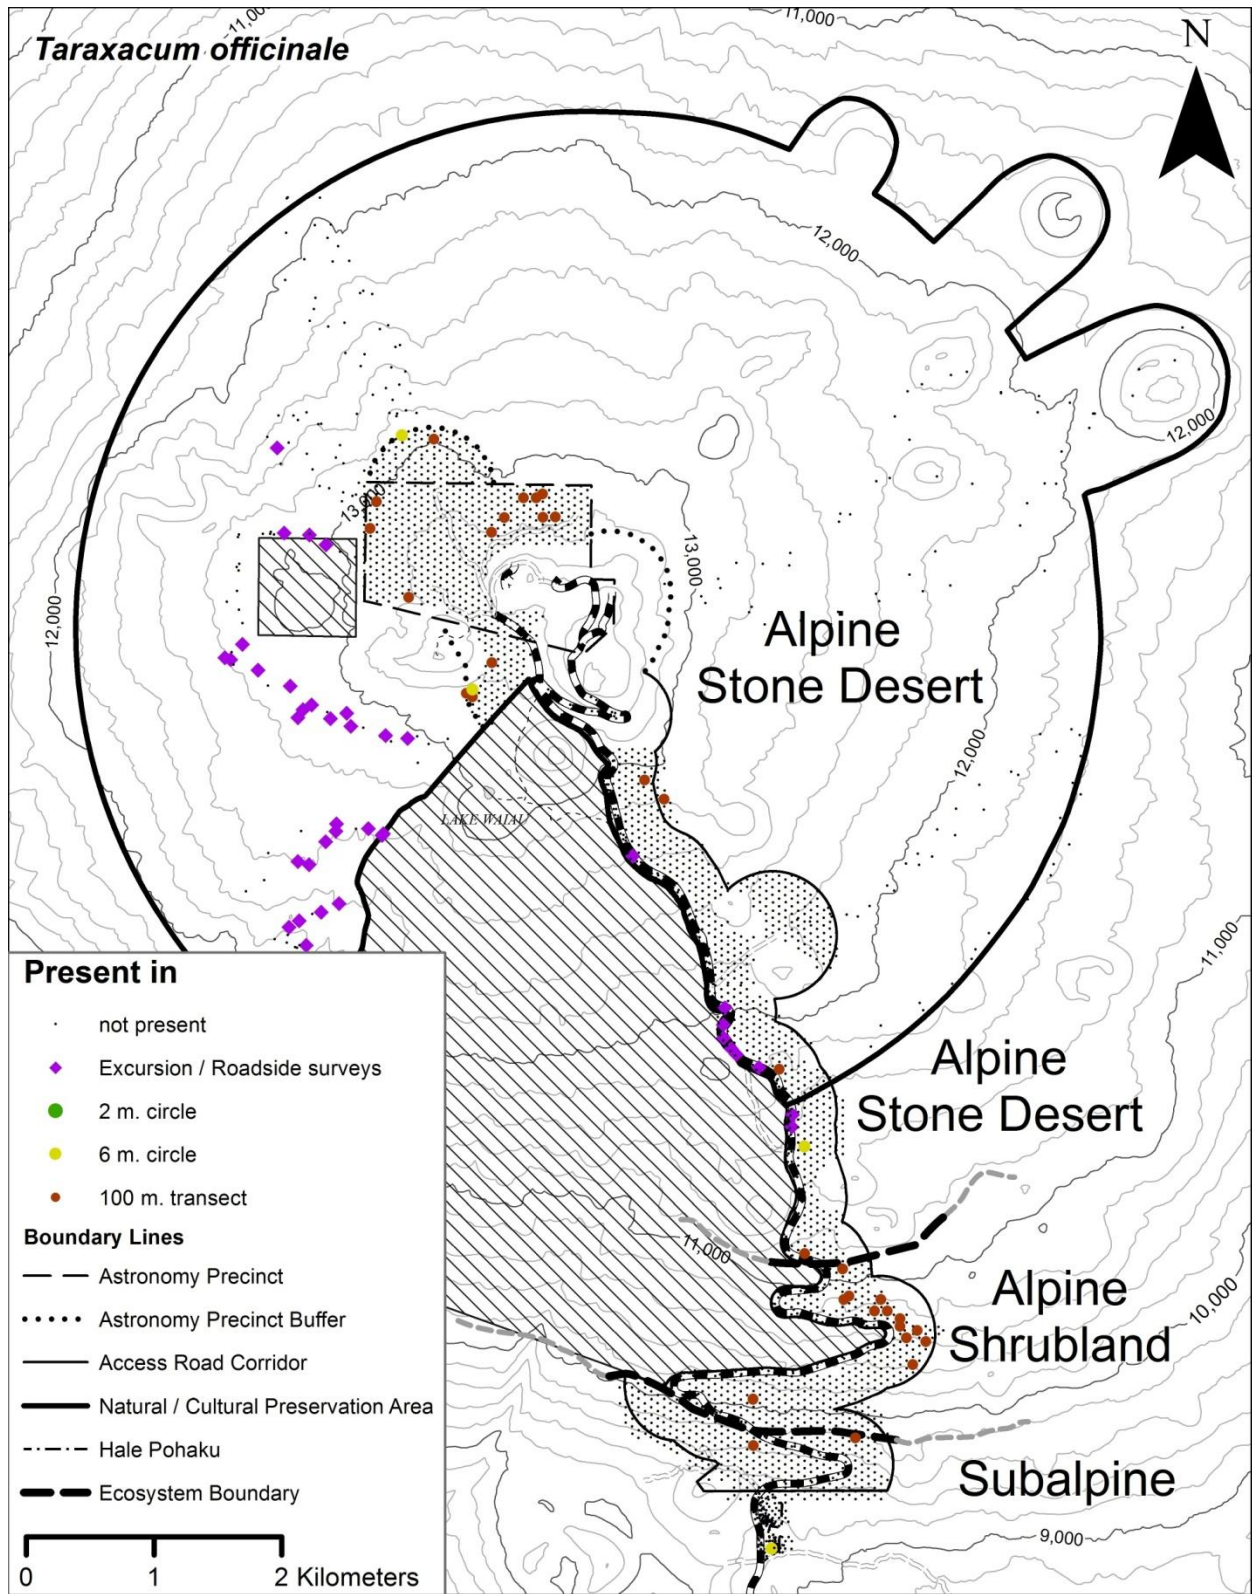 11,000
11,000
Taraxacum officinale
N
12,000
12,000
13,000
13,000
12,000
Alpine
Stone Desert
12,000
LAKE WAIAU
11,000
Present in
not present
Excursion / Roadside surveys
2 m. circle
6 m. circle
100 m. transect
Boundary Lines
Astronomy Precinct
Astronomy Precinct Buffer
Access Road Corridor
Natural / Cultural Preservation Area
Hale Pohaku
Ecosystem Boundary
0 1 2 Kilometers
Alpine
Stone Desert
11,000
Alpine
Shrubland
10,000
Subalpine
9,000